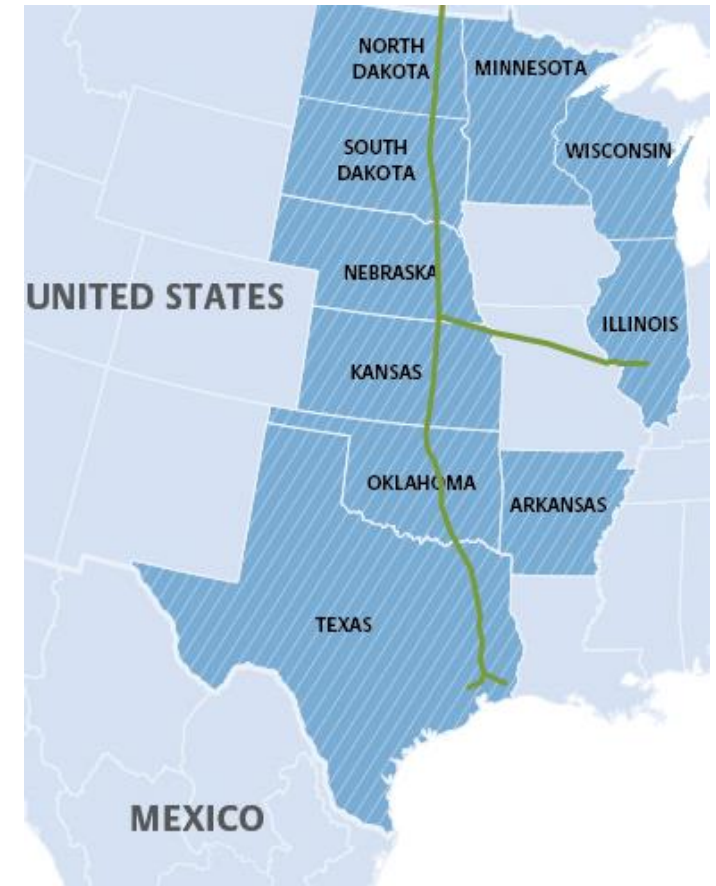 NORTH
DAKOTA
MINNESOTA
SOUTH
DAKOTA
WISCONSIN
NEBRASKA
UNITED STATES
ILLINOIS
KANSAS
OKLAHOMA
ARKANSAS
TEXAS
MEXICO